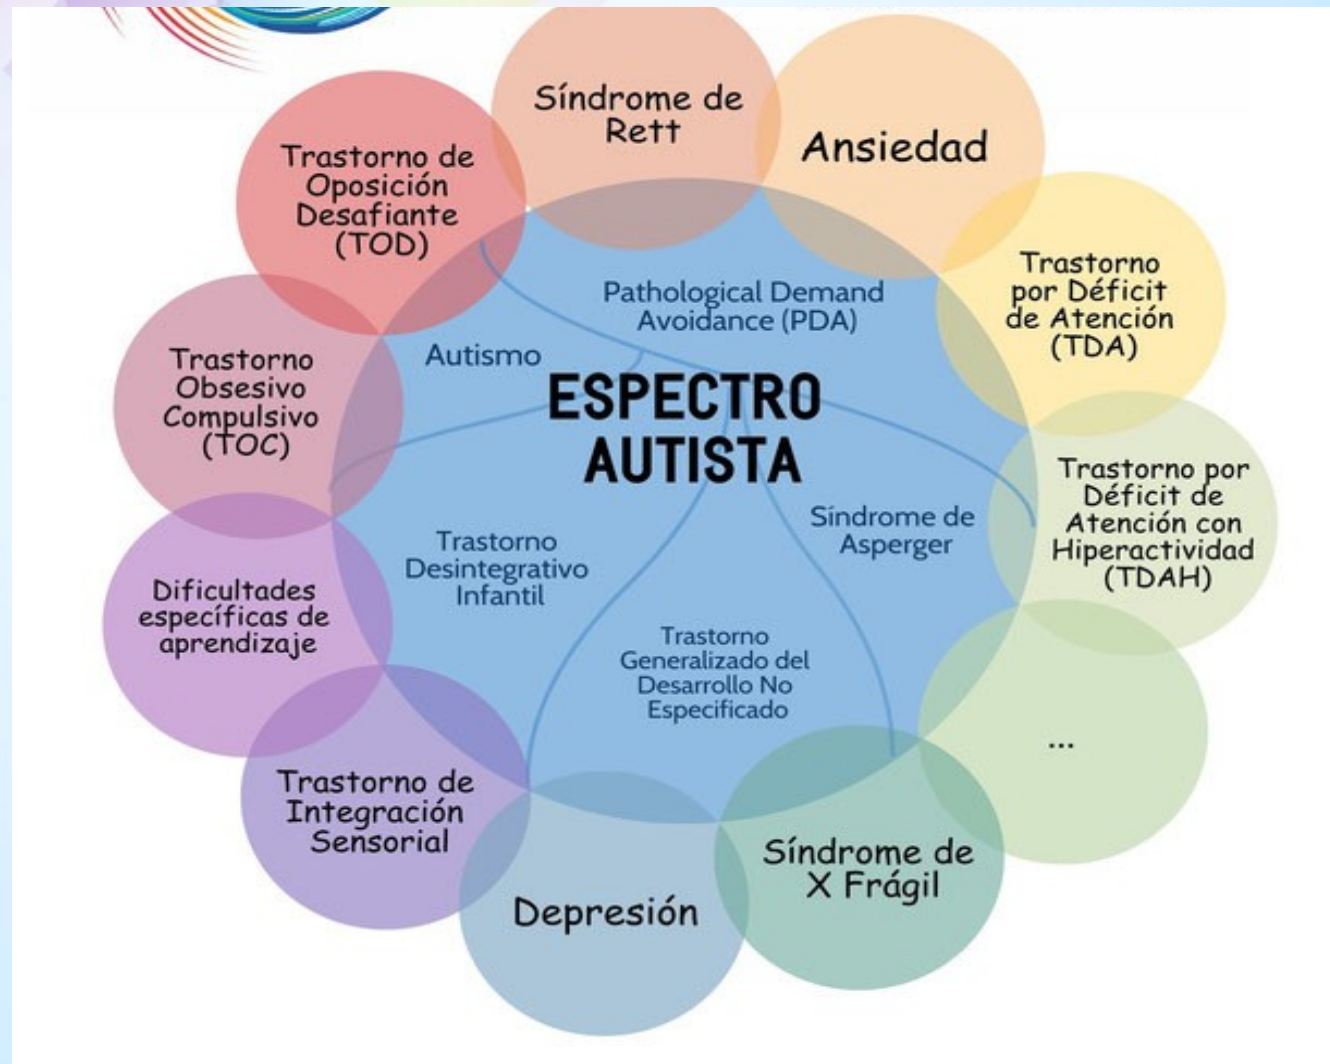 Síndrome de
Rett
Ansiedad
Trastorno de
Oposición
Desafiante
(TOD)
Trastorno
por Déficit
de Atención
(TDA)
Pathological Demand
Avoidance (PDA)
Autismo
Trastorno
Obsesivo
Compulsivo
(TOC)
ESPECTRO
AUTISTA
Trastorno por
Déficit de
Atención con
Hiperactividad
(TDAH)
Síndrome de
Asperger
Trastorno
Desintegrativo
Infantil
Dificultades
específicas de
aprendizaje
Trastorno
Generalizado del
Desarrollo No
Especificado
...
Trastorno de
Integración
Sensorial
Síndrome de
X Frágil
Depresión